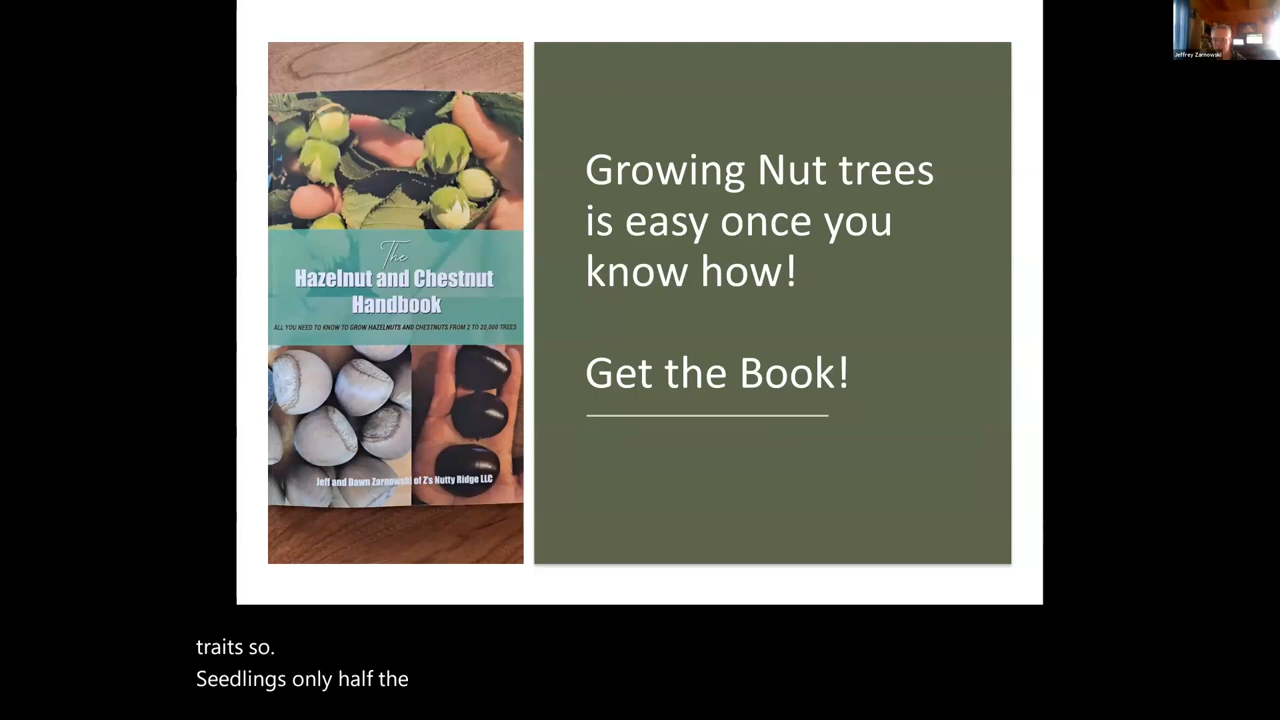 Jeffrey Zarnowski
The
Hazelnut and Chestnut
Handbook
ALL YOU NEED TO KNOW TO GROW HAZELNUTS AND CHESTNUTS FROM 2 TO 20,000 TREES
Jeff and Dawn Zarnowski of Z's Nutty Ridge LLC
Growing Nut trees
is easy once you
know how!
Get the Book!
traits so.
Seedlings only half the